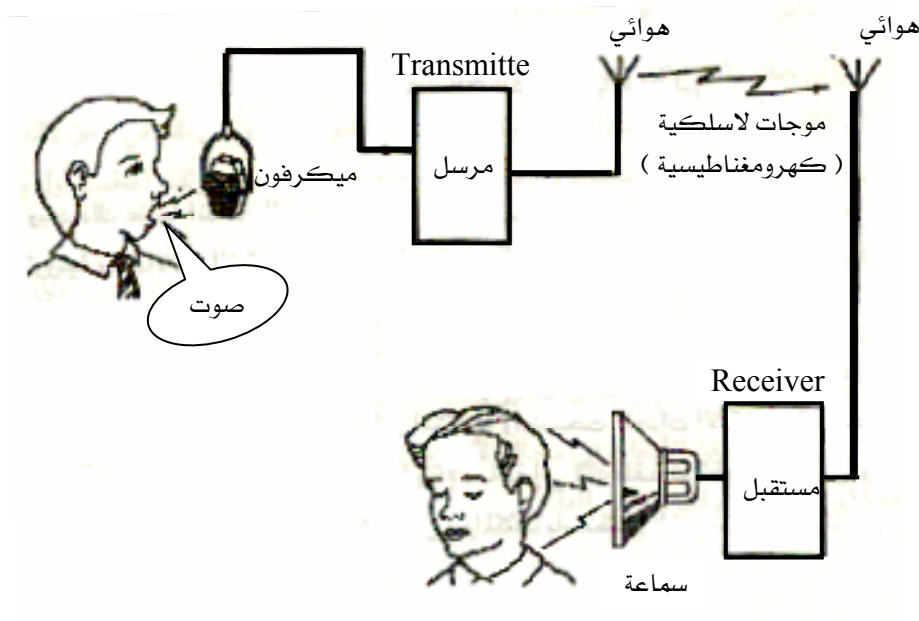 هوائي
هوائي
Transmitte
موجات لاسلكية
( كهرومغناطيسية )
مرسل
ميكرفون
صوت
Receiver
مستقبل
سماعة